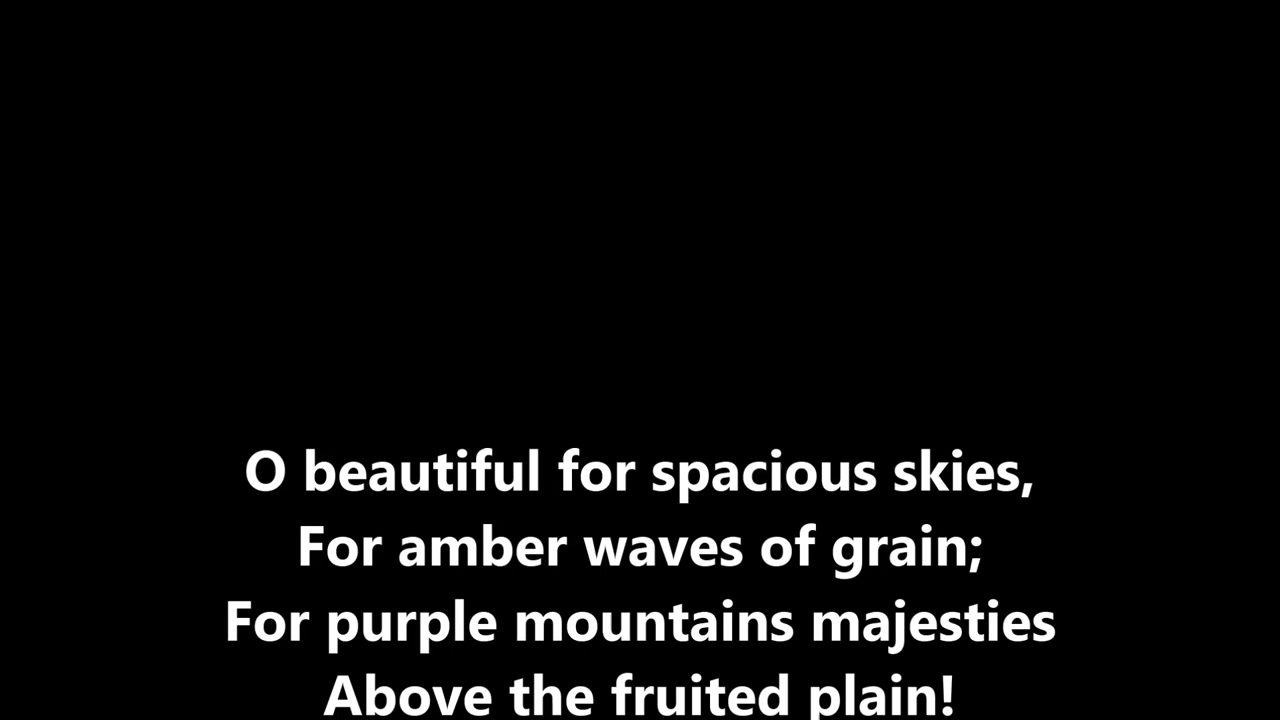 O beautiful for spacious skies,
For amber waves of grain;
For purple mountains majesties
Above the fruited plain!